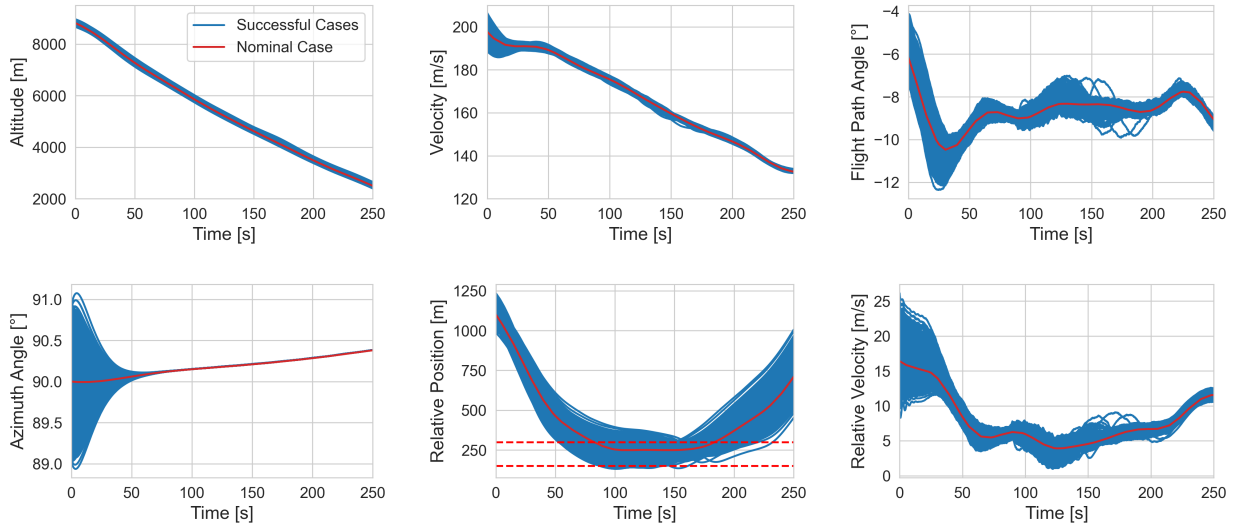 Altitude [m]
8000
6000
4000
2000
0 50 100 150 200 250
Time [s]
Successful Cases
Nominal Case
Velocity [m/s]
200
180
160
140
120
0 50 100 150 200 250
Time [s]
Flight Path Angle [°]
−4
−6
−8
−10
−12
0 50 100 150 200 250
Time [s]
Azimuth Angle [°]
91.0
90.5
90.0
89.5
89.0
0 50 100 150 200 250
Time [s]
Relative Position [m]
1250
1000
750
500
250
0 50 100 150 200 250
Time [s]
Relative Velocity [m/s]
25
20
15
10
5
0
0 50 100 150 200 250
Time [s]